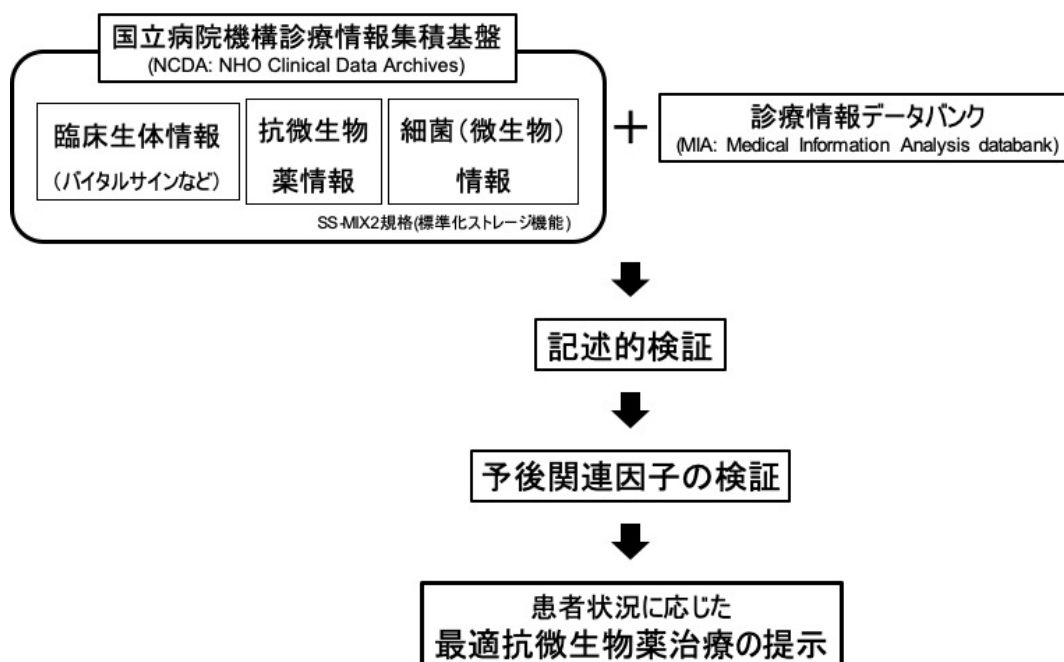 国立病院機構診療情報集積基盤
(NCDA: NHO Clinical Data Archives)
臨床生体情報
(バイタルサインなど)
抗微生物
薬情報
細菌(微生物)
情報
SS-MIX2規格(標準化ストレージ機能)
+
診療情報データバンク
(MIA: Medical Information Analysis databank)
記述的検証
予後関連因子の検証
患者状況に応じた
最適抗微生物薬治療の提示